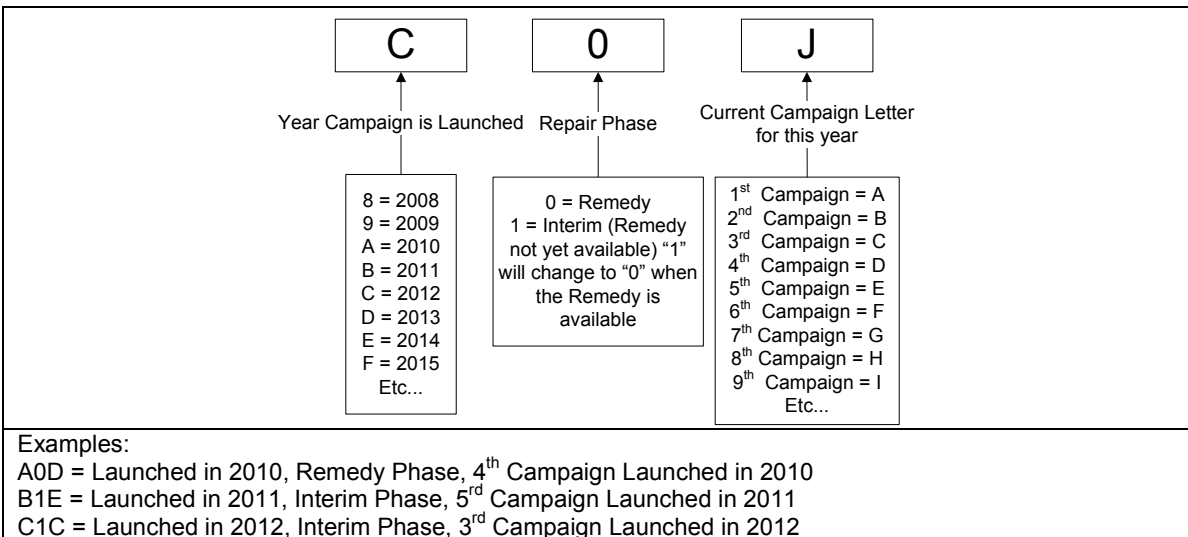 C 0 J
Year Campaign is Launched
Repair Phase
Current Campaign Letter
for this year
8 = 2008
9 = 2009
A = 2010
B = 2011
C = 2012
D = 2013
E = 2014
F = 2015
Etc...
0 = Remedy
1 = Interim (Remedy
not yet available) “1”
will change to “0” when
the Remedy is
available
1st Campaign = A
2nd Campaign = B
3rd Campaign = C
4th Campaign = D
5th Campaign = E
6th Campaign = F
7th Campaign = G
8th Campaign = H
9th Campaign = I
Etc...
Examples:
A0D = Launched in 2010, Remedy Phase, 4th Campaign Launched in 2010
B1E = Launched in 2011, Interim Phase, 5rd Campaign Launched in 2011
C1C = Launched in 2012, Interim Phase, 3rd Campaign Launched in 2012